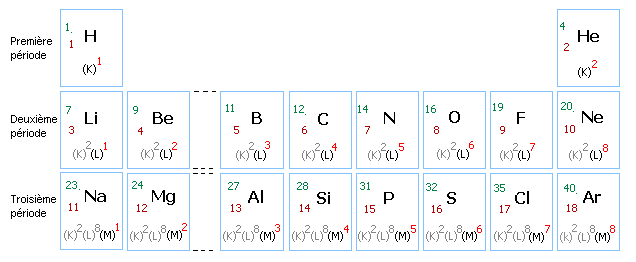 Première période
1. H 1 (K)1
4 He 2 (K)2
Deuxième période
7 Li 3 (K)2(L)1
9 Be 4 (K)2(L)2
11 B 5 (K)2(L)3
12. C 6 (K)2(L)4
14 N 7 (K)2(L)5
16 O 8 (K)2(L)6
19 F 9 (K)2(L)7
20. Ne 10 (K)2(L)8
Troisième période
23. Na 11 (K)2(L)8(M)1
24 Mg 12 (K)2(L)8(M)2
27 Al 13 (K)2(L)8(M)3
28 Si 14 (K)2(L)8(M)4
31 P 15 (K)2(L)8(M)5
32 S 16 (K)2(L)8(M)6
35 Cl 17 (K)2(L)8(M)7
40. Ar 18 (K)2(L)8(M)8